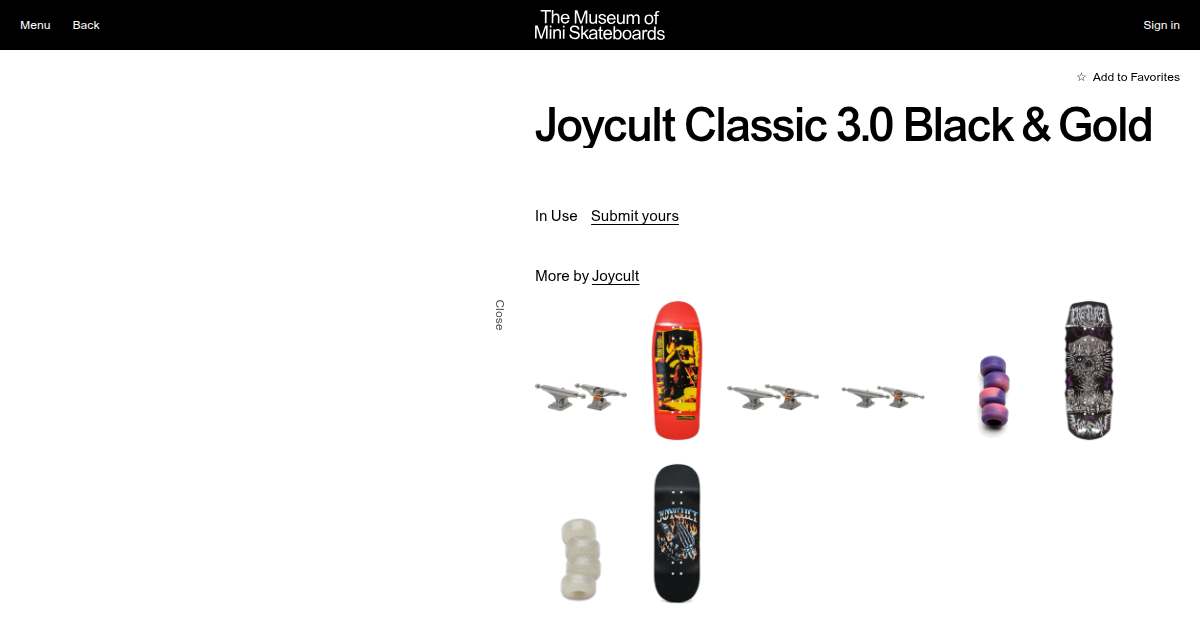 Menu
Back
The Museum of
Mini Skateboards
Sign in
☆ Add to Favorites
Joycult Classic 3.0 Black & Gold
In Use Submit yours
More by Joycult
Close
JOYCULT